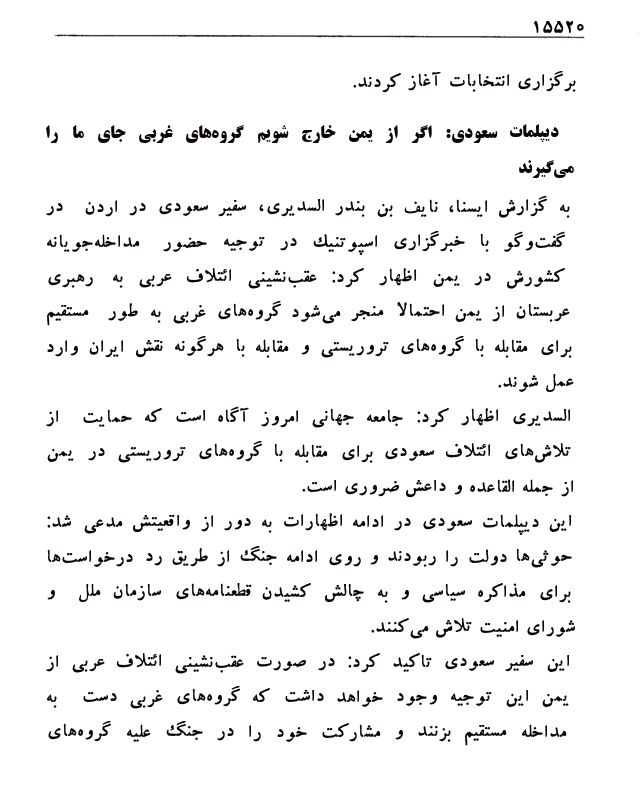 ۱۵۵۲۰
برگزاری انتخابات آغاز کردند.
دیپلمات سعودی: اگر از یمن خارج شویم گروه‌های غربی جای ما را
می‌گیرند
به گزارش ایسنا، نایف بن بندر السدیری، سفیر سعودی در اردن در
گفت‌وگو با خبرگزاری اسپوتنیك در توجیه حضور مداخله‌جویانه
کشورش در یمن اظهار کرد: عقب‌نشینی ائتلاف عربی به رهبری
عربستان از یمن احتمالا منجر می‌شود گروه‌های غربی به طور مستقیم
برای مقابله با گروه‌های تروریستی و مقابله با هرگونه نقش ایران وارد
عمل شوند.
السدیری اظهار کرد: جامعه جهانی امروز آگاه است که حمایت از
تلاش‌های ائتلاف سعودی برای مقابله با گروه‌های تروریستی در یمن
از جمله القاعده و داعش ضروری است.
این دیپلمات سعودی در ادامه اظهارات به دور از واقعیتش مدعی شد:
حوثی‌ها دولت را ربودند و روی ادامه جنگ از طریق رد درخواست‌ها
برای مذاکره سیاسی و به چالش کشیدن قطعنامه‌های سازمان ملل و
شورای امنیت تلاش می‌کنند.
این سفیر سعودی تاکید کرد: در صورت عقب‌نشینی ائتلاف عربی از
یمن این توجیه وجود خواهد داشت که گروه‌های غربی دست به
مداخله مستقیم بزنند و مشارکت خود را در جنگ علیه گروه‌های